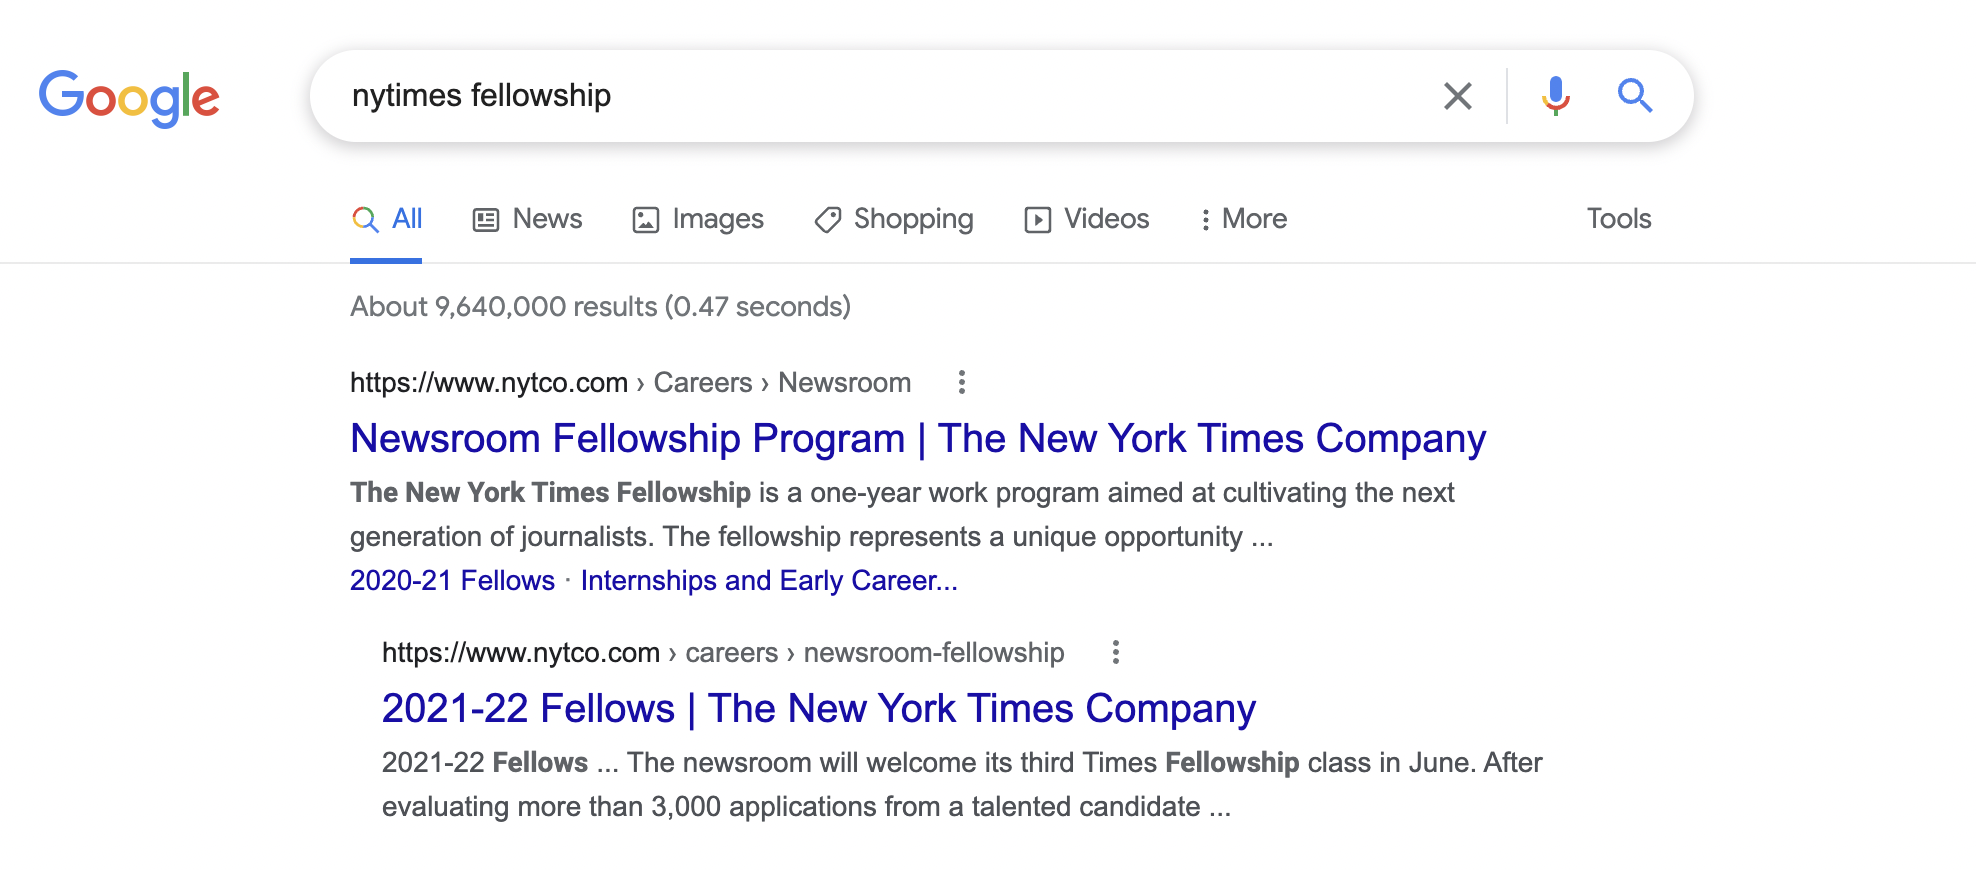 Google
nytimes fellowship
All News Images Shopping Videos More Tools
About 9,640,000 results (0.47 seconds)
https://www.nytco.com › Careers › Newsroom
Newsroom Fellowship Program | The New York Times Company
The New York Times Fellowship is a one-year work program aimed at cultivating the next
generation of journalists. The fellowship represents a unique opportunity ...
2020-21 Fellows · Internships and Early Career...
https://www.nytco.com › careers › newsroom-fellowship
2021-22 Fellows | The New York Times Company
2021-22 Fellows ... The newsroom will welcome its third Times Fellowship class in June. After
evaluating more than 3,000 applications from a talented candidate ...